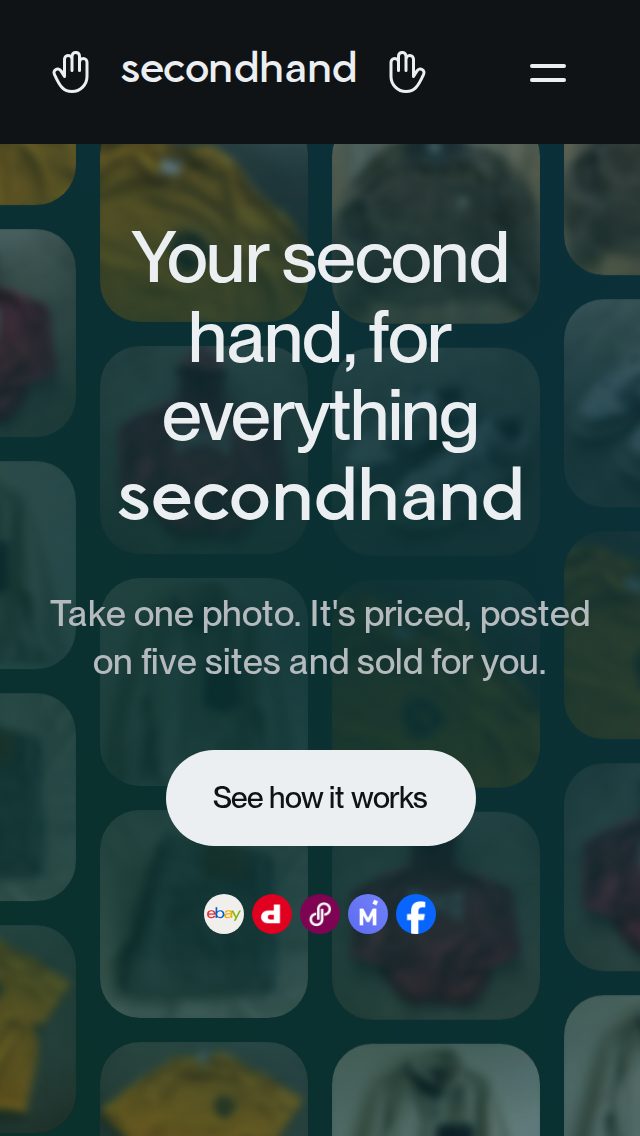 secondhand
Your second
hand, for
everything
secondhand
Take one photo. It's priced, posted
on five sites and sold for you.
See how it works
ebay